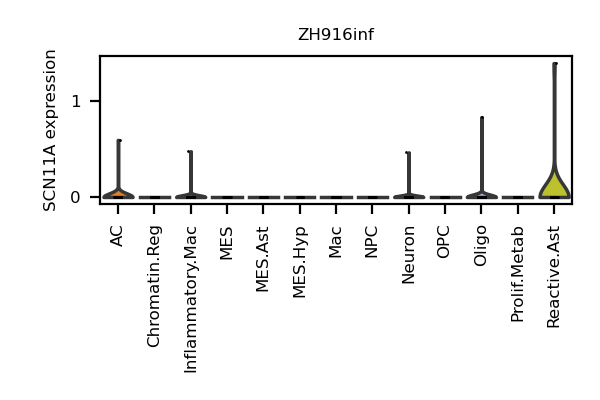 ZH916inf
SCN11A expression
1
0
AC
Chromatin.Reg
Inflammatory.Mac
MES
MES.Ast
MES.Hyp
Mac
NPC
Neuron
OPC
Oligo
Prolif.Metab
Reactive.Ast